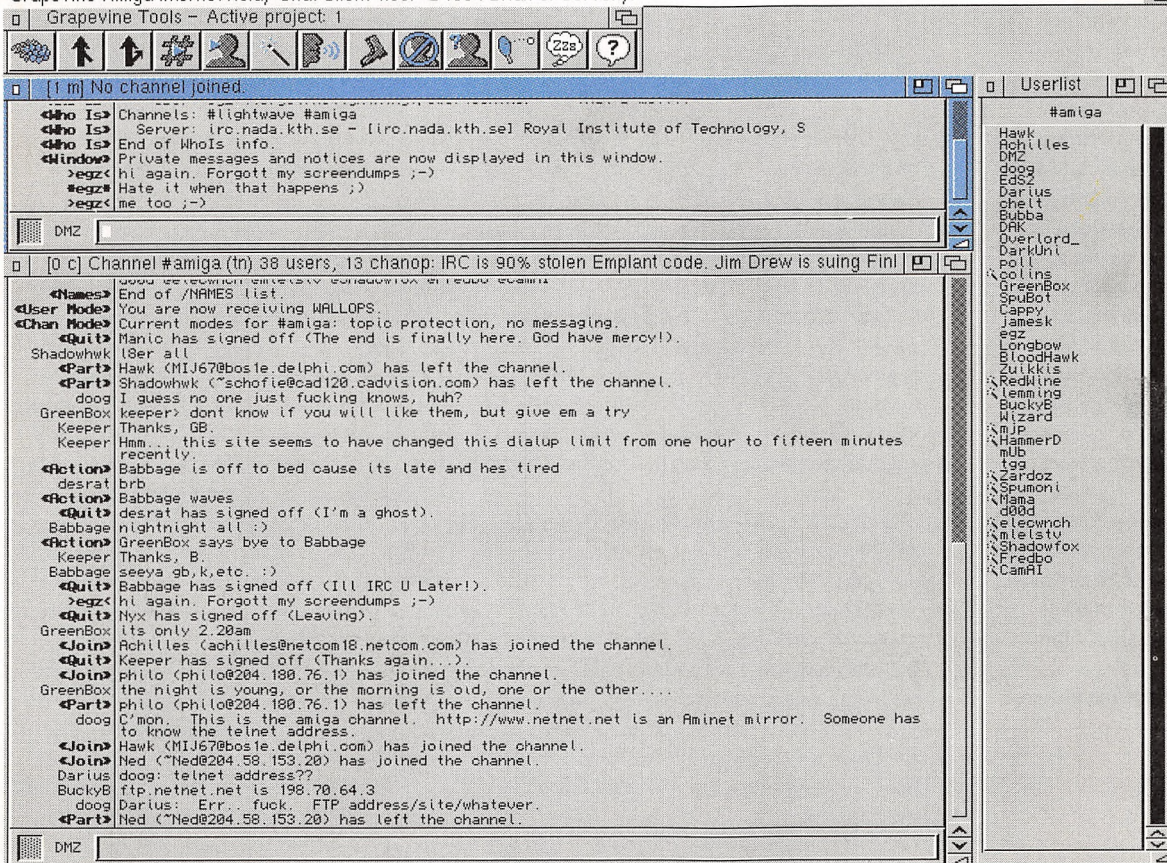 Grapevine Tools – Active project: 1
ZZs
?
[1 m] No channel joined.
<Who Is> Channels: #lightwave #amiga
<Who Is> Server: irc.nada.kth.se - [irc.nada.kth.se] Royal Institute of Technology, S
<Who Is> End of WhoIs info.
<Window> Private messages and notices are now displayed in this window.
>egz< hi again. Forgott my screendumps ;-)
*egz* Hate it when that happens ;)
>egz< me too ;-)
DMZ
[0 c] Channel #amiga (tn) 38 users, 13 chanop: IRC is 90% stolen Emplant code. Jim Drew is suing Finl
<Names> End of /NAMES list.
<User Mode> You are now receiving WALLOPS.
<Chan Mode> Current modes for #amiga: topic protection, no messaging.
<Quit> Manic has signed off (The end is finally here. God have mercy!).
Shadowhwk l8er all
<Part> Hawk (MIJ67@bos1e.delphi.com) has left the channel.
<Part> Shadowhwk (~schofie@cad120.cadvision.com) has left the channel.
doog I guess no one just fucking knows, huh?
GreenBox keeper> dont know if you will like them, but give em a try
Keeper Thanks, GB.
Keeper Hmm... this site seems to have changed this dialup limit from one hour to fifteen minutes
recently.
<Action> Babbage is off to bed cause its late and hes tired
desrat brb
<Action> Babbage waves
<Quit> desrat has signed off (I'm a ghost).
Babbage nightnight all :)
<Action> GreenBox says bye to Babbage
Keeper Thanks, B.
Babbage seeya gb,k,etc. :)
<Quit> Babbage has signed off (Ill IRC U Later!).
>egz< hi again. Forgott my screendumps ;-)
<Quit> Nyx has signed off (Leaving).
GreenBox its only 2.20am
<Join> Achilles (achilles@netcom18.netcom.com) has joined the channel.
<Quit> Keeper has signed off (Thanks again...).
<Join> philo (philo@204.180.76.1) has joined the channel.
GreenBox the night is young, or the morning is old, one or the other....
<Part> philo (philo@204.180.76.1) has left the channel.
doog C'mon. This is the amiga channel. http://www.netnet.net is an Aminet mirror. Someone has
to know the telnet address.
<Join> Hawk (MIJ67@bos1e.delphi.com) has joined the channel.
<Join> Ned (~Ned@204.58.153.20) has joined the channel.
Darius doog: telnet address??
BuckyB ftp.netnet.net is 198.70.64.3
doog Darius: Err.. fuck. FTP address/site/whatever.
<Part> Ned (~Ned@204.58.153.20) has left the channel.
DMZ
Userlist
#amiga
Hawk
Achilles
DMZ
doog
EdS2
Darius
chelt
Bubba
DAK
Overlord_
DarkUni
poll
colins
GreenBox
SpuBot
Cappy
jamesk
egz
Longbow
BloodHawk
Zuikkis
RedWine
lemming
BuckyB
Wizard
mjp
HammerD
mUb
tgg
Zardoz
Spumoni
Mama
d00d
elecwnch
mlelstv
Shadowfox
Fredbo
CamAI